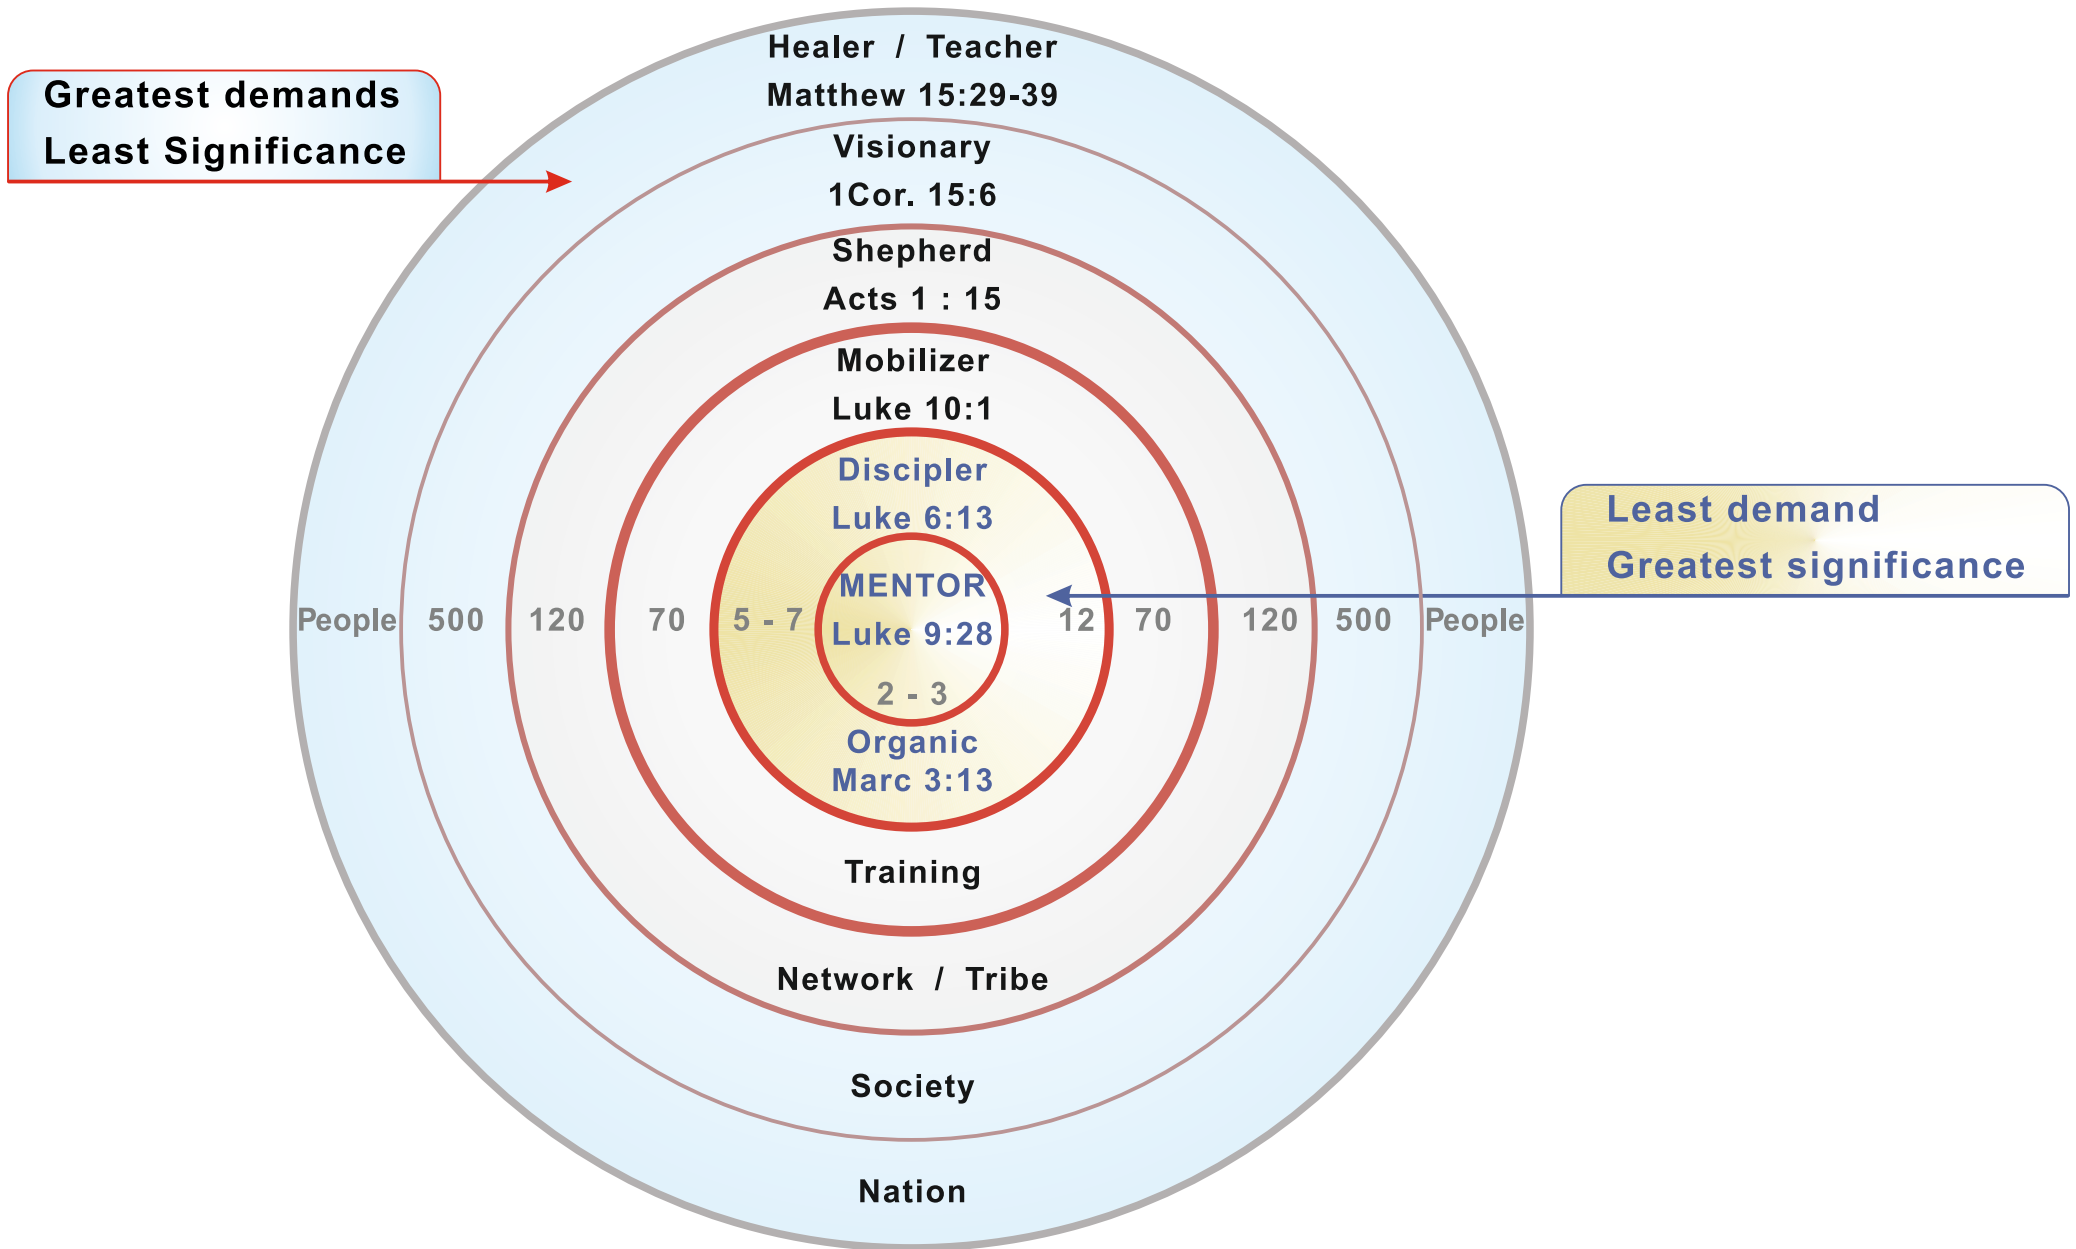 Healer / Teacher
Matthew 15:29-39
Greatest demands
Least Significance
Visionary
1Cor. 15:6
Shepherd
Acts 1 : 15
Mobilizer
Luke 10:1
Discipler
Luke 6:13
Least demand
Greatest significance
MENTOR
People 500 120 70 5 - 7 12 70 120 500 People
Luke 9:28
2 - 3
Organic
Marc 3:13
Training
Network / Tribe
Society
Nation